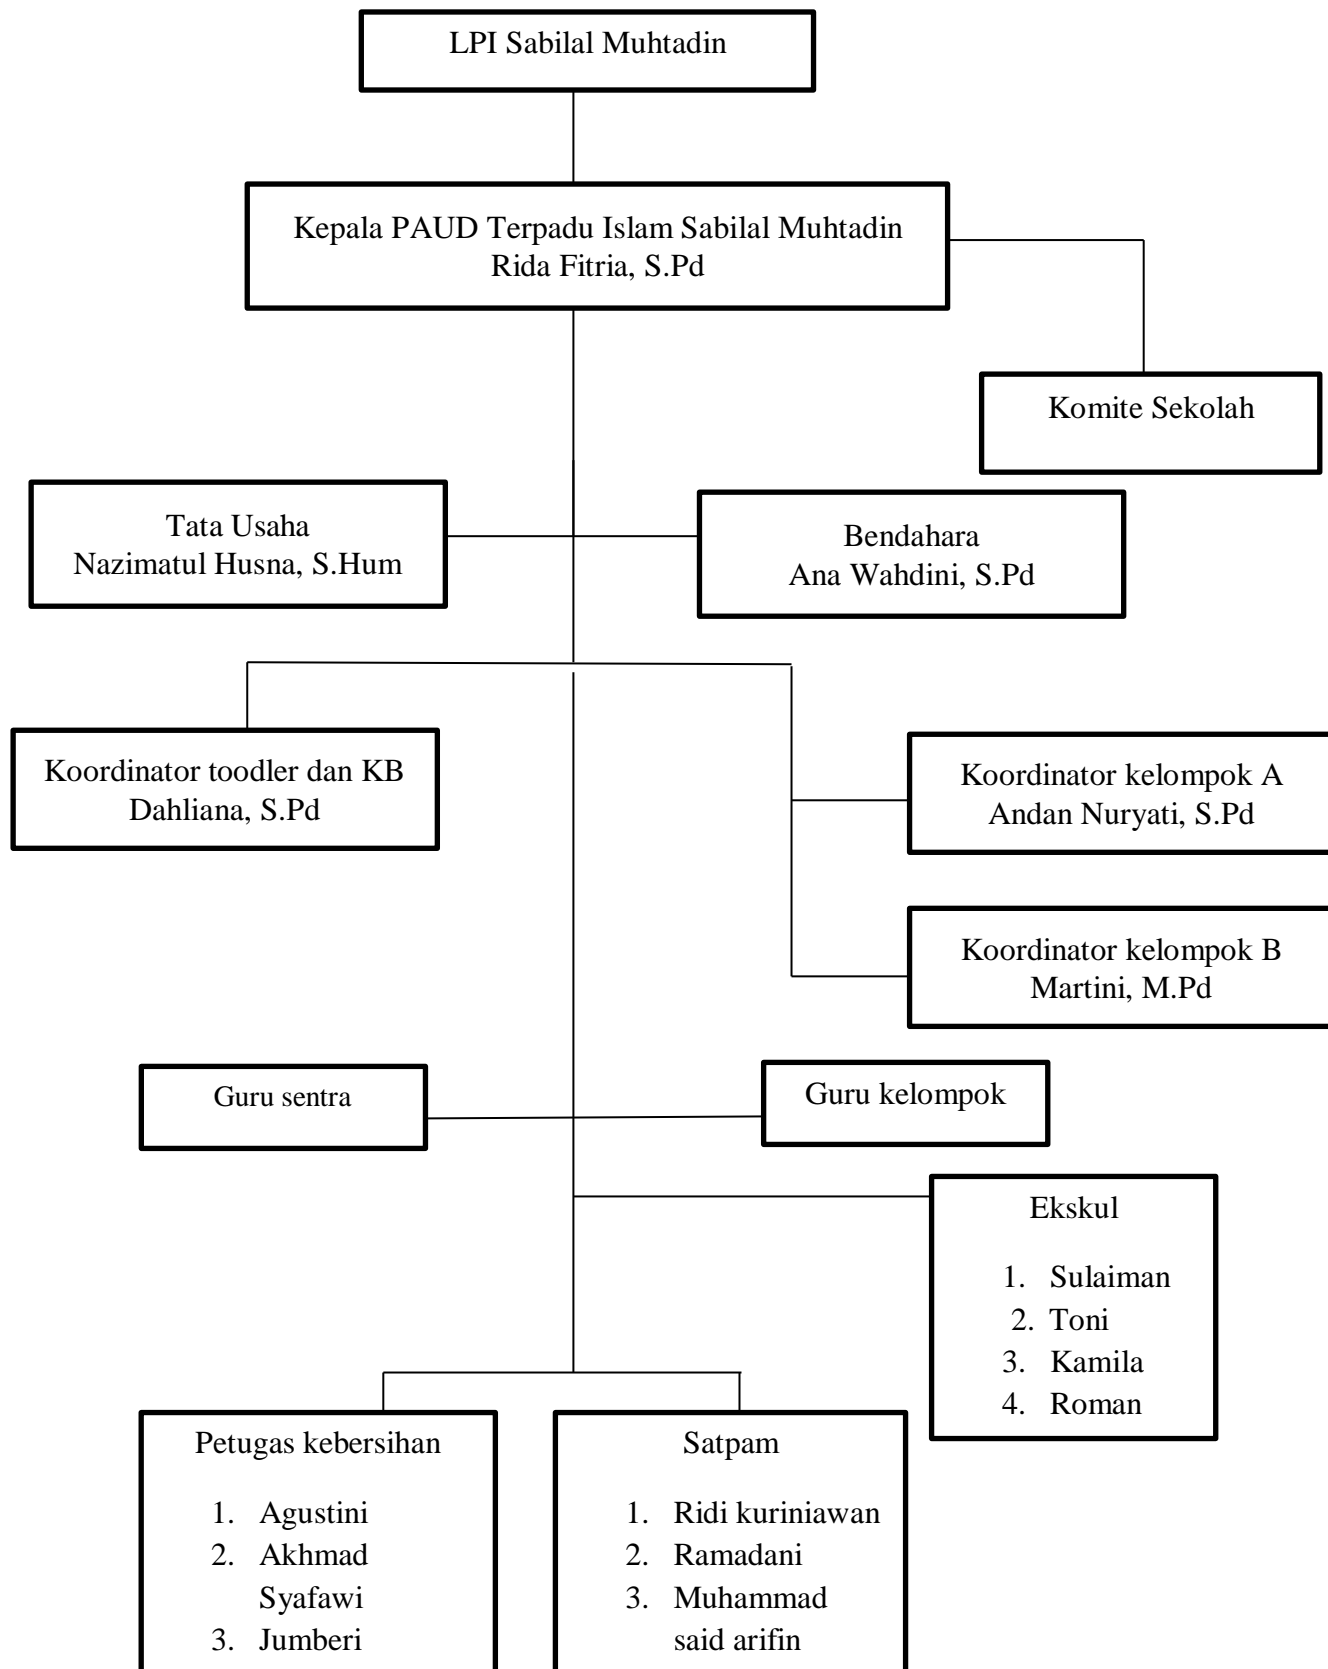 LPI Sabilal Muhtadin
Kepala PAUD Terpadu Islam Sabilal Muhtadin
Rida Fitria, S.Pd
Komite Sekolah
Tata Usaha
Nazimatul Husna, S.Hum
Bendahara
Ana Wahdini, S.Pd
Koordinator toodler dan KB
Dahliana, S.Pd
Koordinator kelompok A
Andan Nuryati, S.Pd
Koordinator kelompok B
Martini, M.Pd
Guru sentra
Guru kelompok
Ekskul
1. Sulaiman
2. Toni
3. Kamila
4. Roman
Petugas kebersihan
1. Agustini
2. Akhmad
Syafawi
3. Jumberi
Satpam
1. Ridi kuriniawan
2. Ramadani
3. Muhammad
said arifin